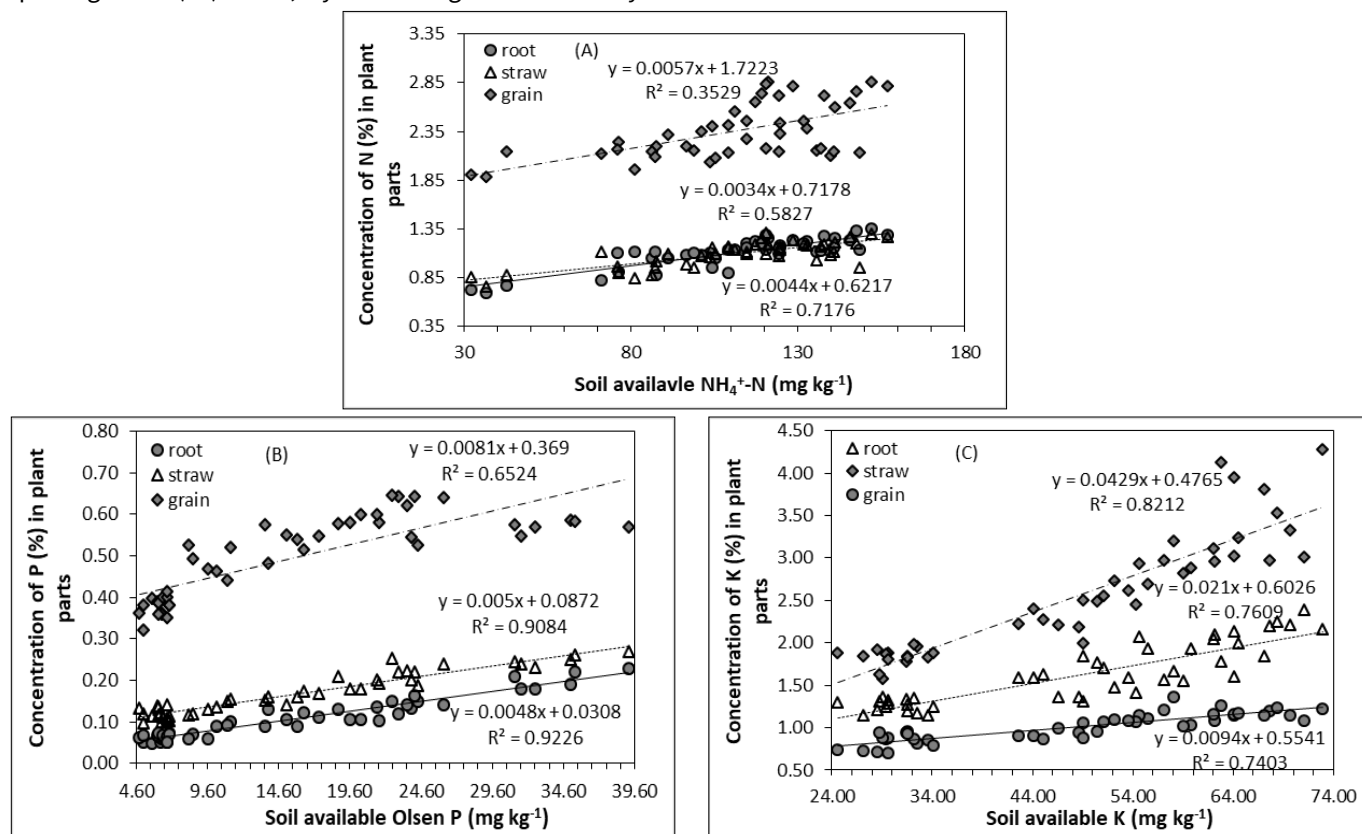 Concentration of N (%) in plant
parts
3.35
2.85
2.35
1.85
1.35
0.85
0.35
root
straw
grain
(A)
y = 0.0057x + 1.7223
R² = 0.3529
y = 0.0034x + 0.7178
R² = 0.5827
y = 0.0044x + 0.6217
R² = 0.7176
30 80 130 180
Soil availavle NH₄⁺-N (mg kg⁻¹)
Concentration of P (%) in plant
parts
0.80
0.70
0.60
0.50
0.40
0.30
0.20
0.10
0.00
root
straw
grain
(B)
y = 0.0081x + 0.369
R² = 0.6524
y = 0.005x + 0.0872
R² = 0.9084
y = 0.0048x + 0.0308
R² = 0.9226
4.60 9.60 14.60 19.60 24.60 29.60 34.60 39.60
Soil available Olsen P (mg kg⁻¹)
Concentration of K (%) in plant
parts
4.50
4.00
3.50
3.00
2.50
2.00
1.50
1.00
0.50
root
straw
grain
(C)
y = 0.0429x + 0.4765
R² = 0.8212
y = 0.021x + 0.6026
R² = 0.7609
y = 0.0094x + 0.5541
R² = 0.7403
24.00 34.00 44.00 54.00 64.00 74.00
Soil available K (mg kg⁻¹)